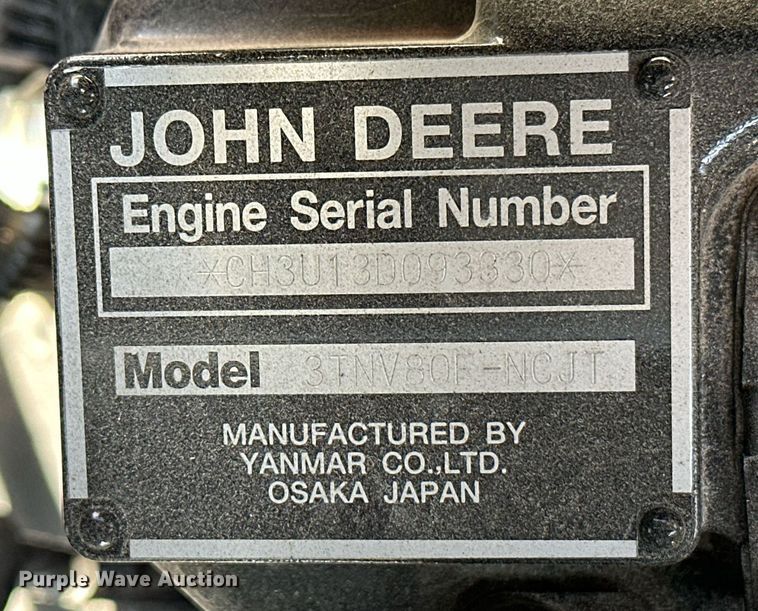 JOHN DEERE
Engine Serial Number
*CH3U13D093330*
Model 3TNV80F-NCJT
MANUFACTURED BY
YANMAR CO.,LTD.
OSAKA JAPAN
Purple Wave Auction